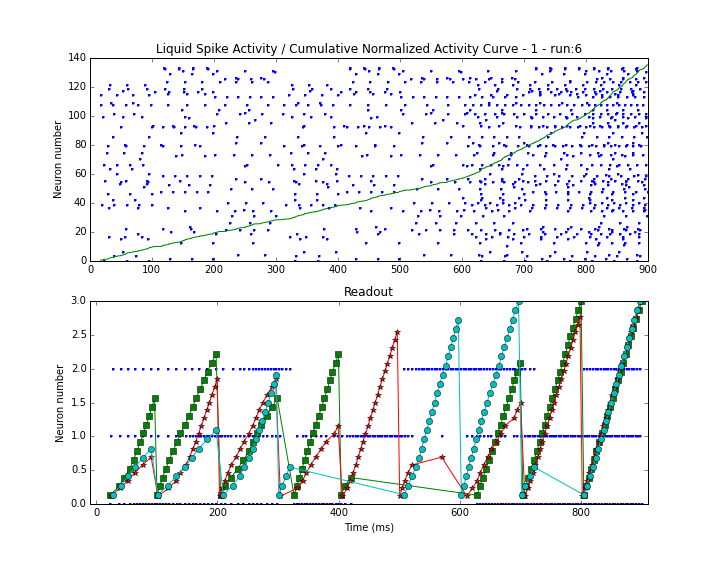 Liquid Spike Activity / Cumulative Normalized Activity Curve - 1 - run:6
140
120
100
80
60
40
20
0
Neuron number
0 100 200 300 400 500 600 700 800 900
Readout
3.0
2.5
2.0
1.5
1.0
0.5
0.0
Neuron number
0 200 400 600 800
Time (ms)